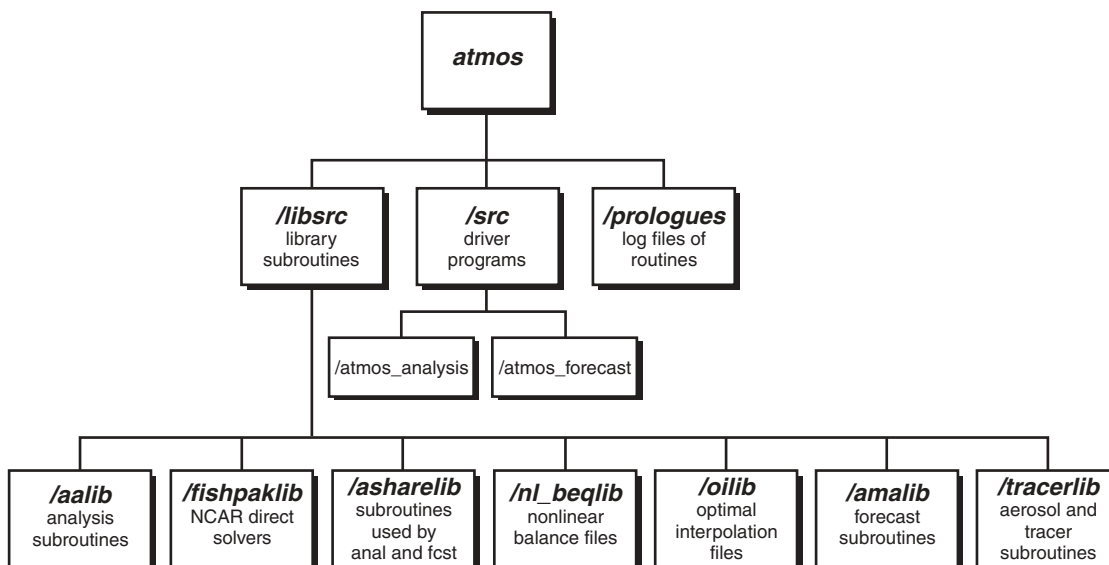 atmos
/libsrc
library
subroutines
/src
driver
programs
/prologues
log files of
routines
/atmos_analysis
/atmos_forecast
/aalib
analysis
subroutines
/fishpaklib
NCAR direct
solvers
/asharelib
subroutines
used by
anal and fcst
/nl_beqlib
nonlinear
balance files
/oilib
optimal
interpolation
files
/amalib
forecast
subroutines
/tracerlib
aerosol and
tracer
subroutines